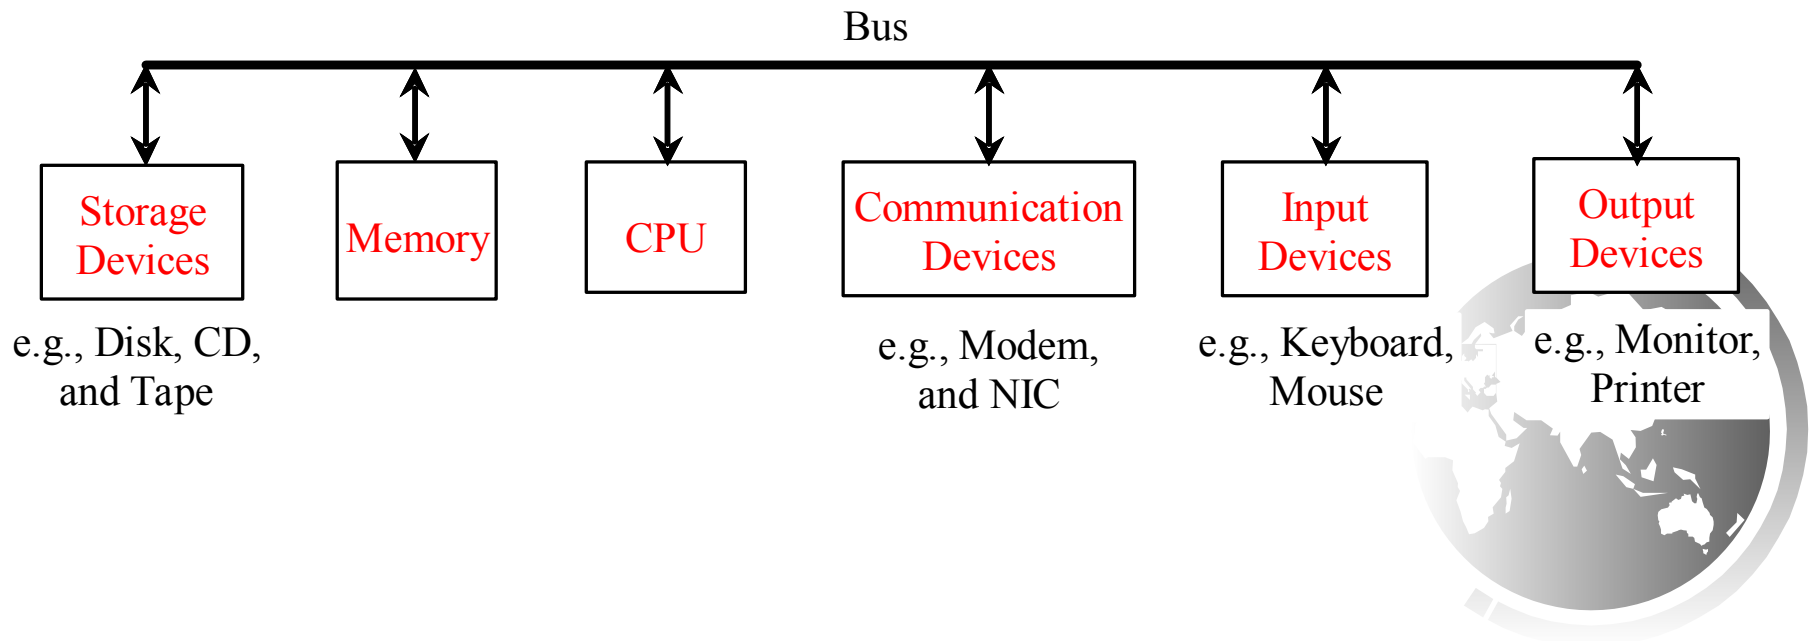 Bus
Storage
Devices
Memory
CPU
Communication
Devices
Input
Devices
Output
Devices
e.g., Disk, CD,
and Tape
e.g., Modem,
and NIC
e.g., Keyboard,
Mouse
e.g., Monitor,
Printer